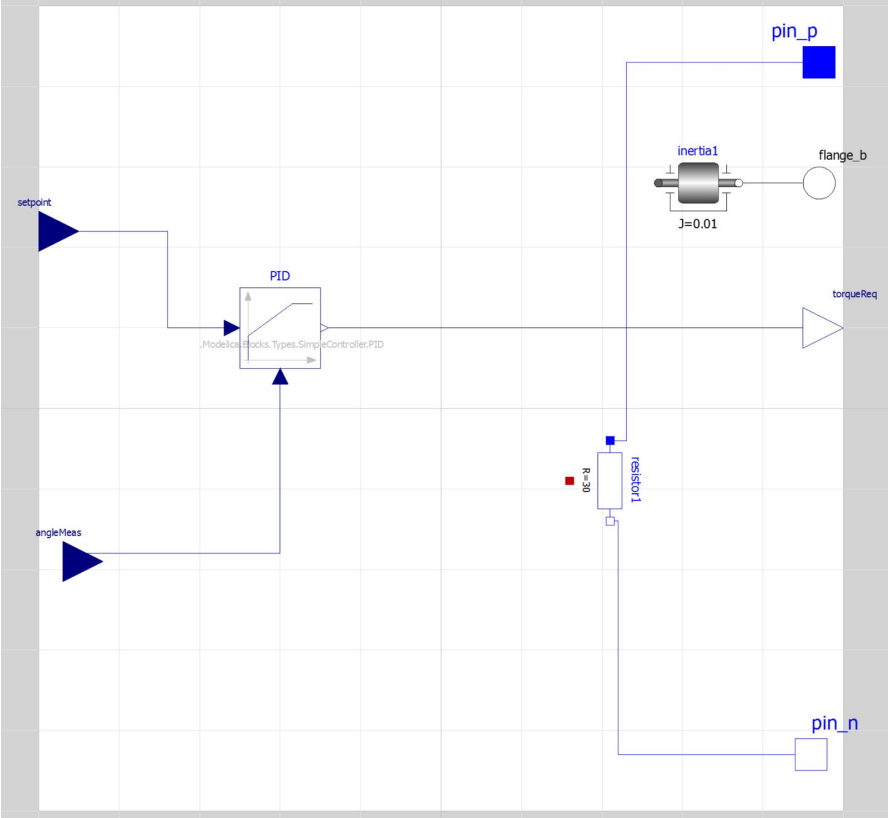 pin_p
inertia1
flange_b
J=0.01
setpoint
PID
torqueReq
.Modelica.Blocks.Types.SimpleController.PID
R=30
resistor1
angleMeas
pin_n